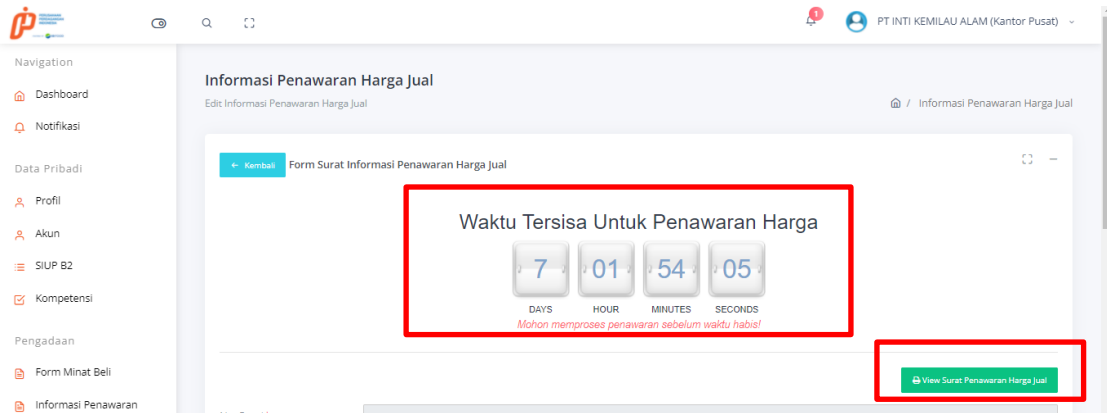 PT INTI KEMILAU ALAM (Kantor Pusat)
Navigation
Dashboard
Notifikasi
Data Pribadi
Profil
Akun
SIUP B2
Kompetensi
Pengadaan
Form Minat Beli
Informasi Penawaran
Informasi Penawaran Harga Jual
Edit Informasi Penawaran Harga Jual
/ Informasi Penawaran Harga Jual
← Kembali Form Surat Informasi Penawaran Harga Jual
Waktu Tersisa Untuk Penawaran Harga
7 01 54 05
DAYS HOUR MINUTES SECONDS
Mohon memproses penawaran sebelum waktu habis!
View Surat Penawaran Harga Jual